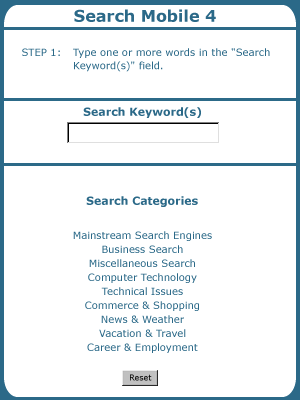 Search Mobile 4
STEP 1: Type one or more words in the "Search
Keyword(s)" field.
Search Keyword(s)
Search Categories
Mainstream Search Engines
Business Search
Miscellaneous Search
Computer Technology
Technical Issues
Commerce & Shopping
News & Weather
Vacation & Travel
Career & Employment
Reset